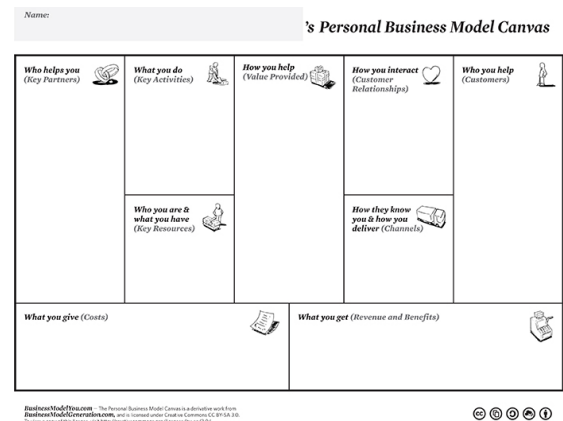 Name:
's Personal Business Model Canvas
Who helps you
(Key Partners)
What you do
(Key Activities)
How you help
(Value Provided)
How you interact
(Customer
Relationships)
Who you help
(Customers)
Who you are &
what you have
(Key Resources)
How they know
you & how you
deliver (Channels)
What you give (Costs)
What you get (Revenue and Benefits)
BusinessModelYou.com – The Personal Business Model Canvas is a derivative work from
BusinessModelGeneration.com, and is licensed under Creative Commons CC BY-SA 3.0.